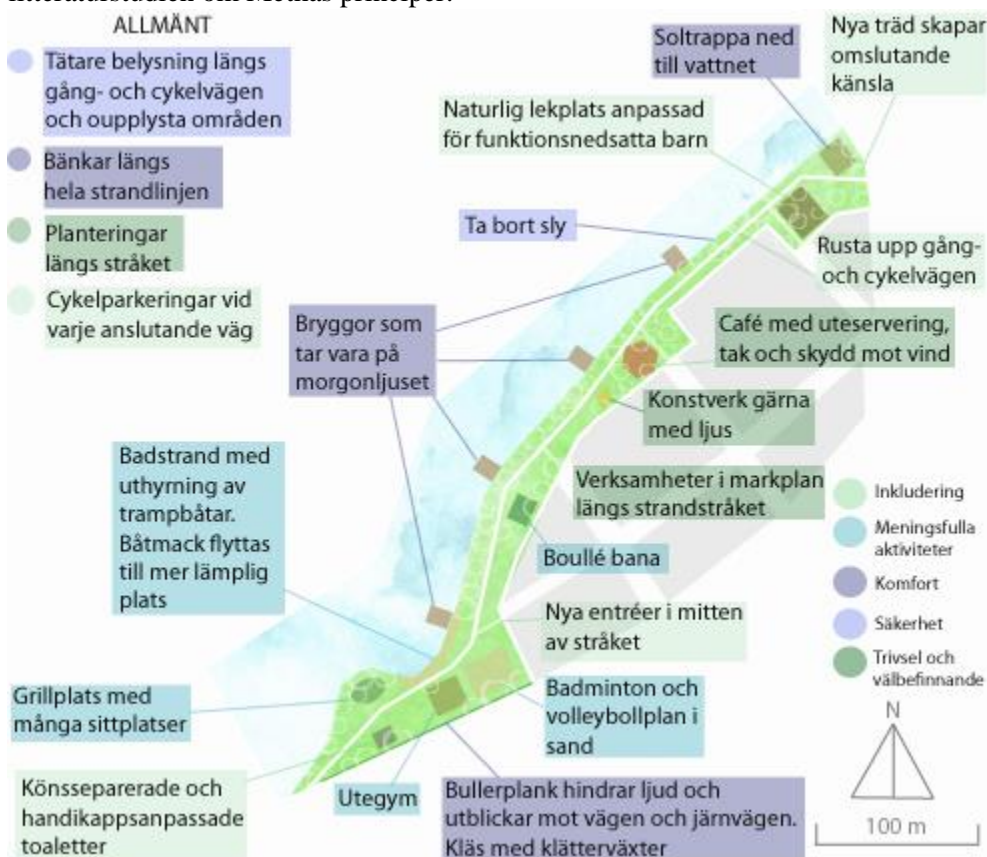 litteraturstudien om Mehtas principer.
ALLMÄNT
Tätare belysning längs
gång- och cykelvägen
och oupplysta områden
Bänkar längs
hela strandlinjen
Planteringar
längs stråket
Cykelparkeringar vid
varje anslutande väg
Soltrappa ned
till vattnet
Nya träd skapar
omslutande
känsla
Naturlig lekplats anpassad
för funktionsnedsatta barn
Ta bort sly
Rusta upp gång-
och cykelvägen
Bryggor som
tar vara på
morgonljuset
Café med uteservering,
tak och skydd mot vind
Konstverk gärna
med ljus
Badstrand med
uthyrning av
trampbåtar.
Båtmack flyttas
till mer lämplig
plats
Verksamheter i markplan
längs strandstråket
Boullé bana
Nya entréer i mitten
av stråket
Grillplats med
många sittplatser
Badminton och
volleybollplan i
sand
Könsseparerade och
handikappsanpassade
toaletter
Utegym
Bullerplank hindrar ljud och
utblickar mot vägen och järnvägen.
Kläs med klätterväxter
Inkludering
Meningsfulla
aktiviteter
Komfort
Säkerhet
Trivsel och
välbefinnande
N
100 m